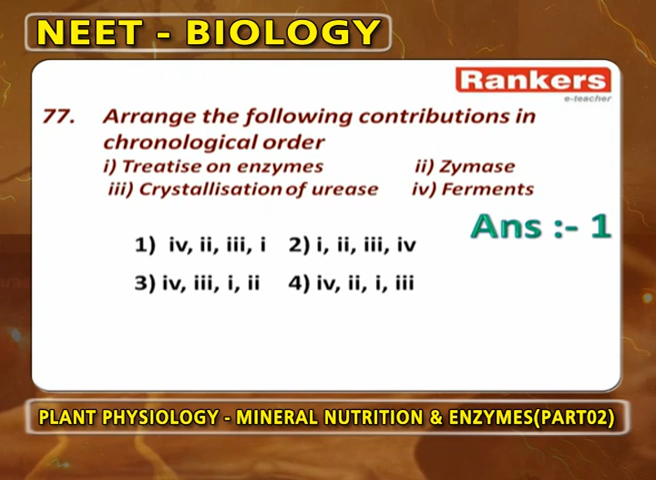 NEET - BIOLOGY
Rankers
e-teacher
77. Arrange the following contributions in
chronological order
i) Treatise on enzymes ii) Zymase
iii) Crystallisation of urease iv) Ferments
Ans :- 1
1) iv, ii, iii, i 2) i, ii, iii, iv
3) iv, iii, i, ii 4) iv, ii, i, iii
PLANT PHYSIOLOGY - MINERAL NUTRITION & ENZYMES(PART02)